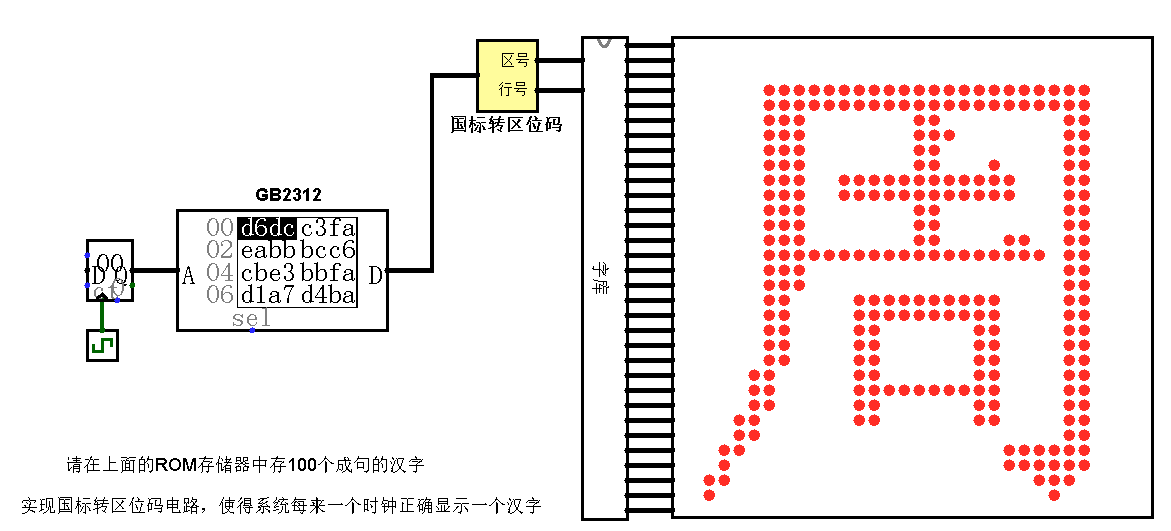 区号
行号
国标转区位码
GB2312
00 d6dc c3fa
02 eabb bcc6
04 cbe3 bbfa
06 d1a7 d4ba
A
D
sel
00
D Q
字库
周
请在上面的ROM存储器中存100个成句的汉字
实现国标转区位码电路，使得系统每来一个时钟正确显示一个汉字